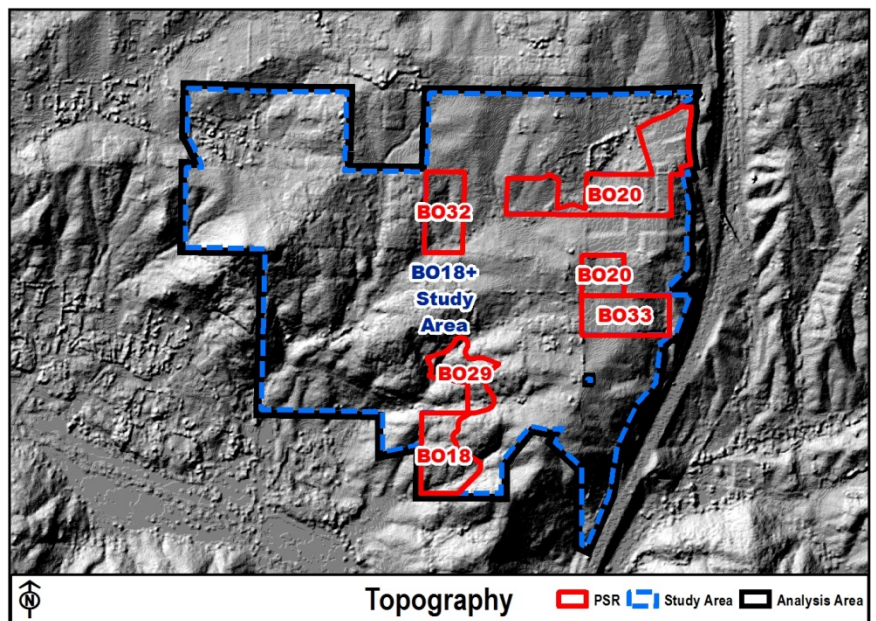 BO20
BO32
BO20
BO18+
Study
Area
BO33
BO29
BO18
N
Topography
PSR
Study Area
Analysis Area